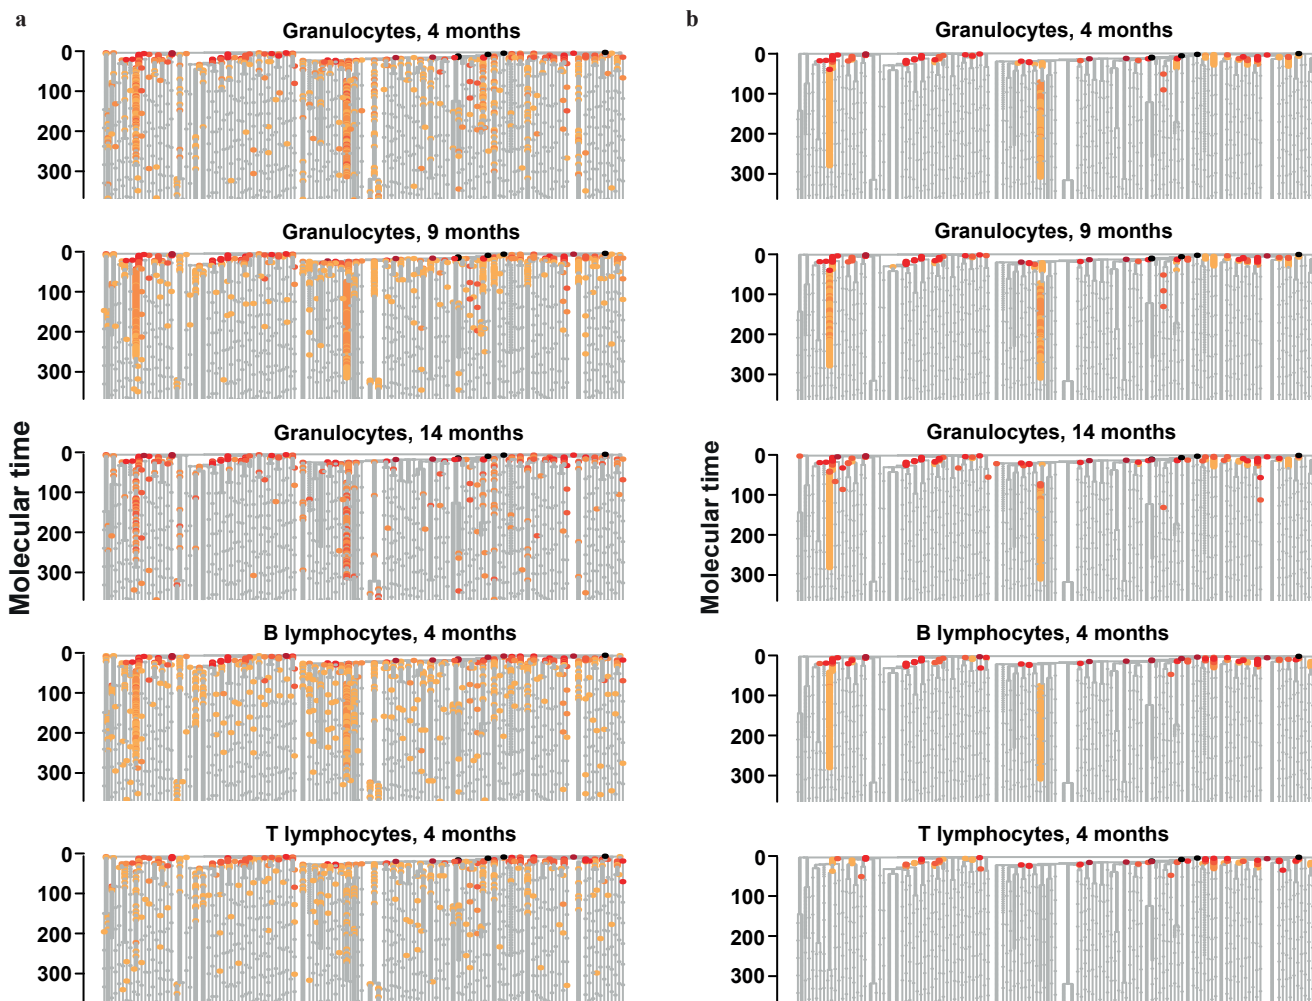 a
Granulocytes, 4 months
0
100
200
300
Granulocytes, 9 months
0
100
200
300
Granulocytes, 14 months
0
100
200
300
B lymphocytes, 4 months
0
100
200
300
T lymphocytes, 4 months
0
100
200
300
Molecular time
b
Granulocytes, 4 months
0
100
200
300
Granulocytes, 9 months
0
100
200
300
Granulocytes, 14 months
0
100
200
300
B lymphocytes, 4 months
0
100
200
300
T lymphocytes, 4 months
0
100
200
300
Molecular time